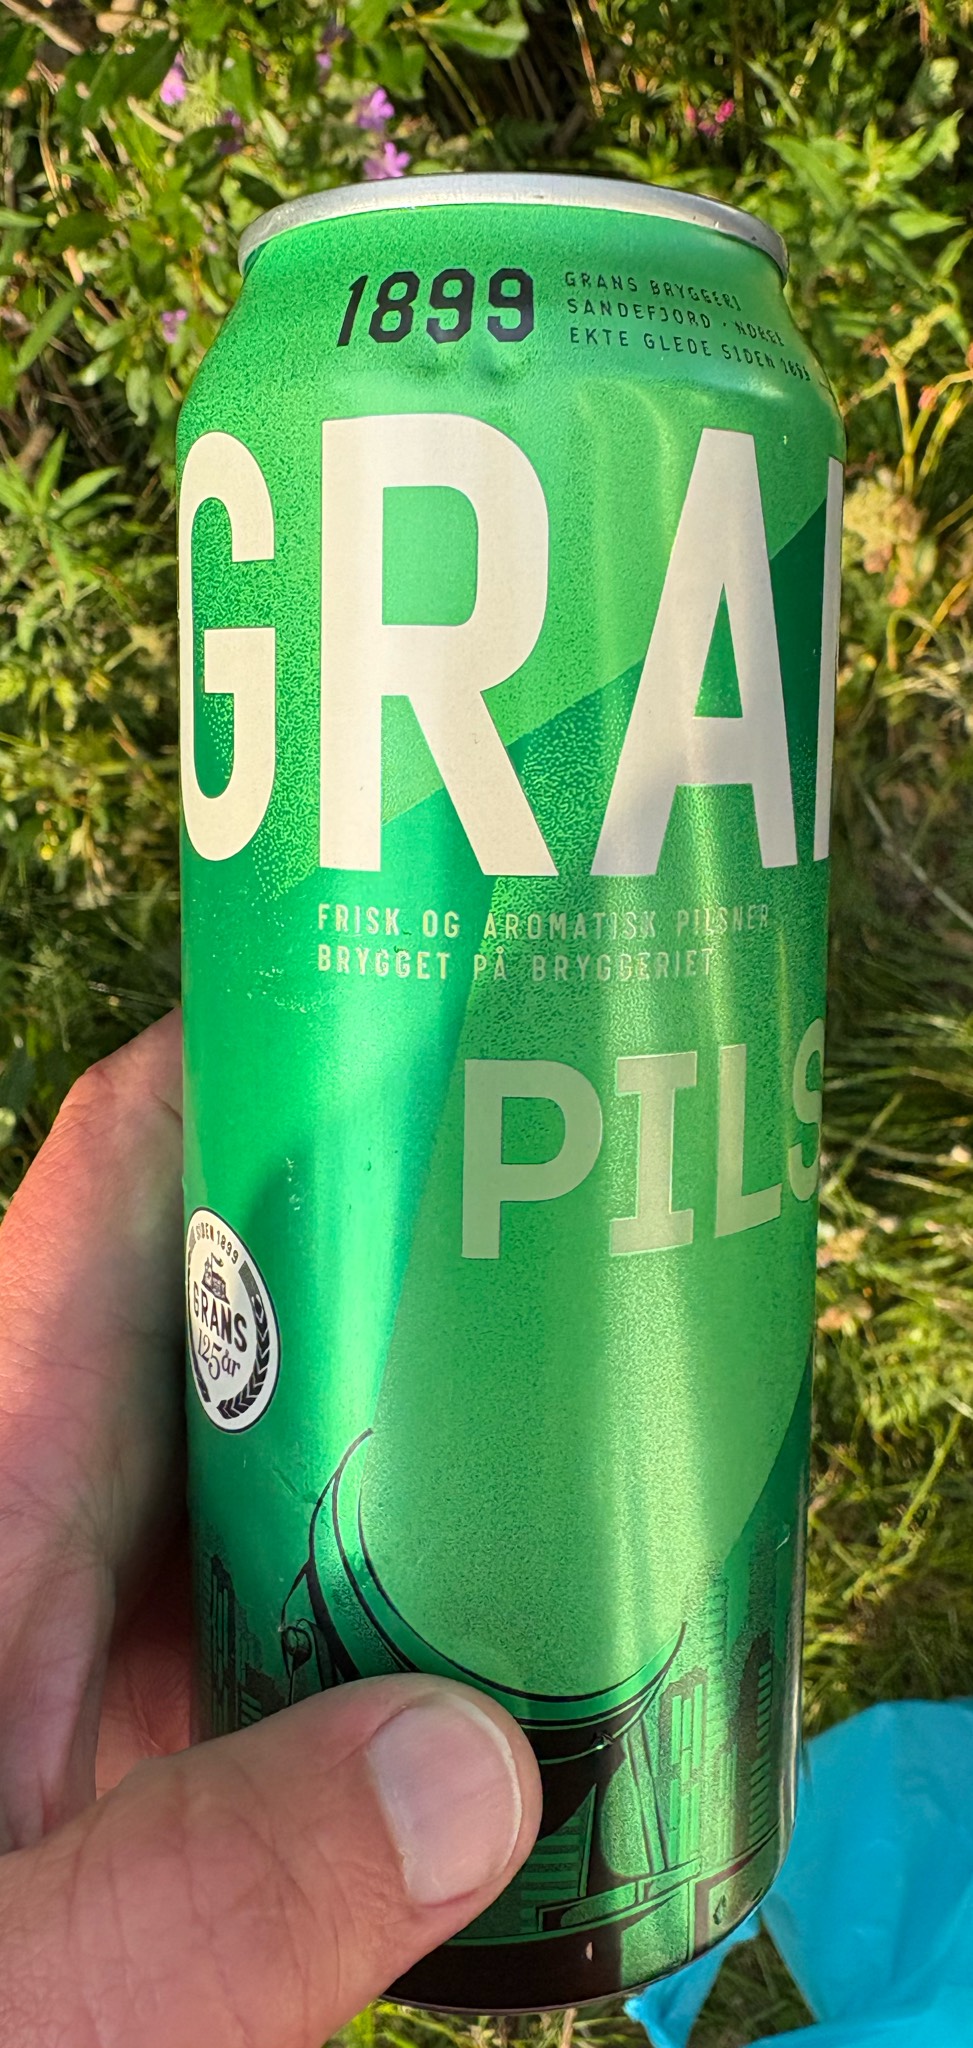 1899
GRANS BRYGGERI
SANDEFJORD · NORGE
EKTE GLEDE SIDEN 1899
GRA
FRISK OG AROMATISK PILSNER
BRYGGET PÅ BRYGGERIET
PILS
SIDEN 1899
GRANS
125 år